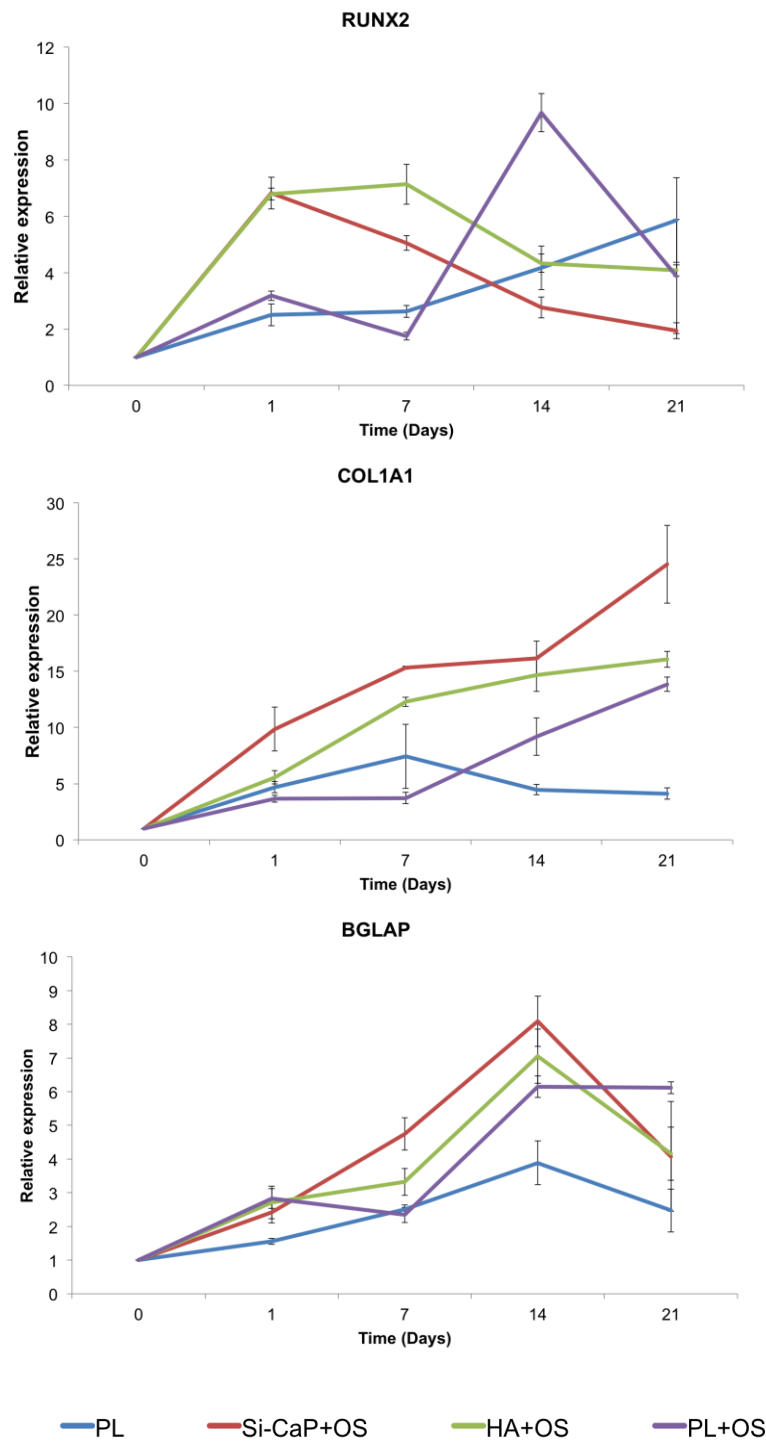 RUNX2
12
10
8
6
4
2
0
Relative expression
0 1 7 14 21
Time (Days)
COL1A1
30
25
20
15
10
5
0
Relative expression
0 1 7 14 21
Time (Days)
BGLAP
10
9
8
7
6
5
4
3
2
1
0
Relative expression
0 1 7 14 21
Time (Days)
PL Si-CaP+OS HA+OS PL+OS